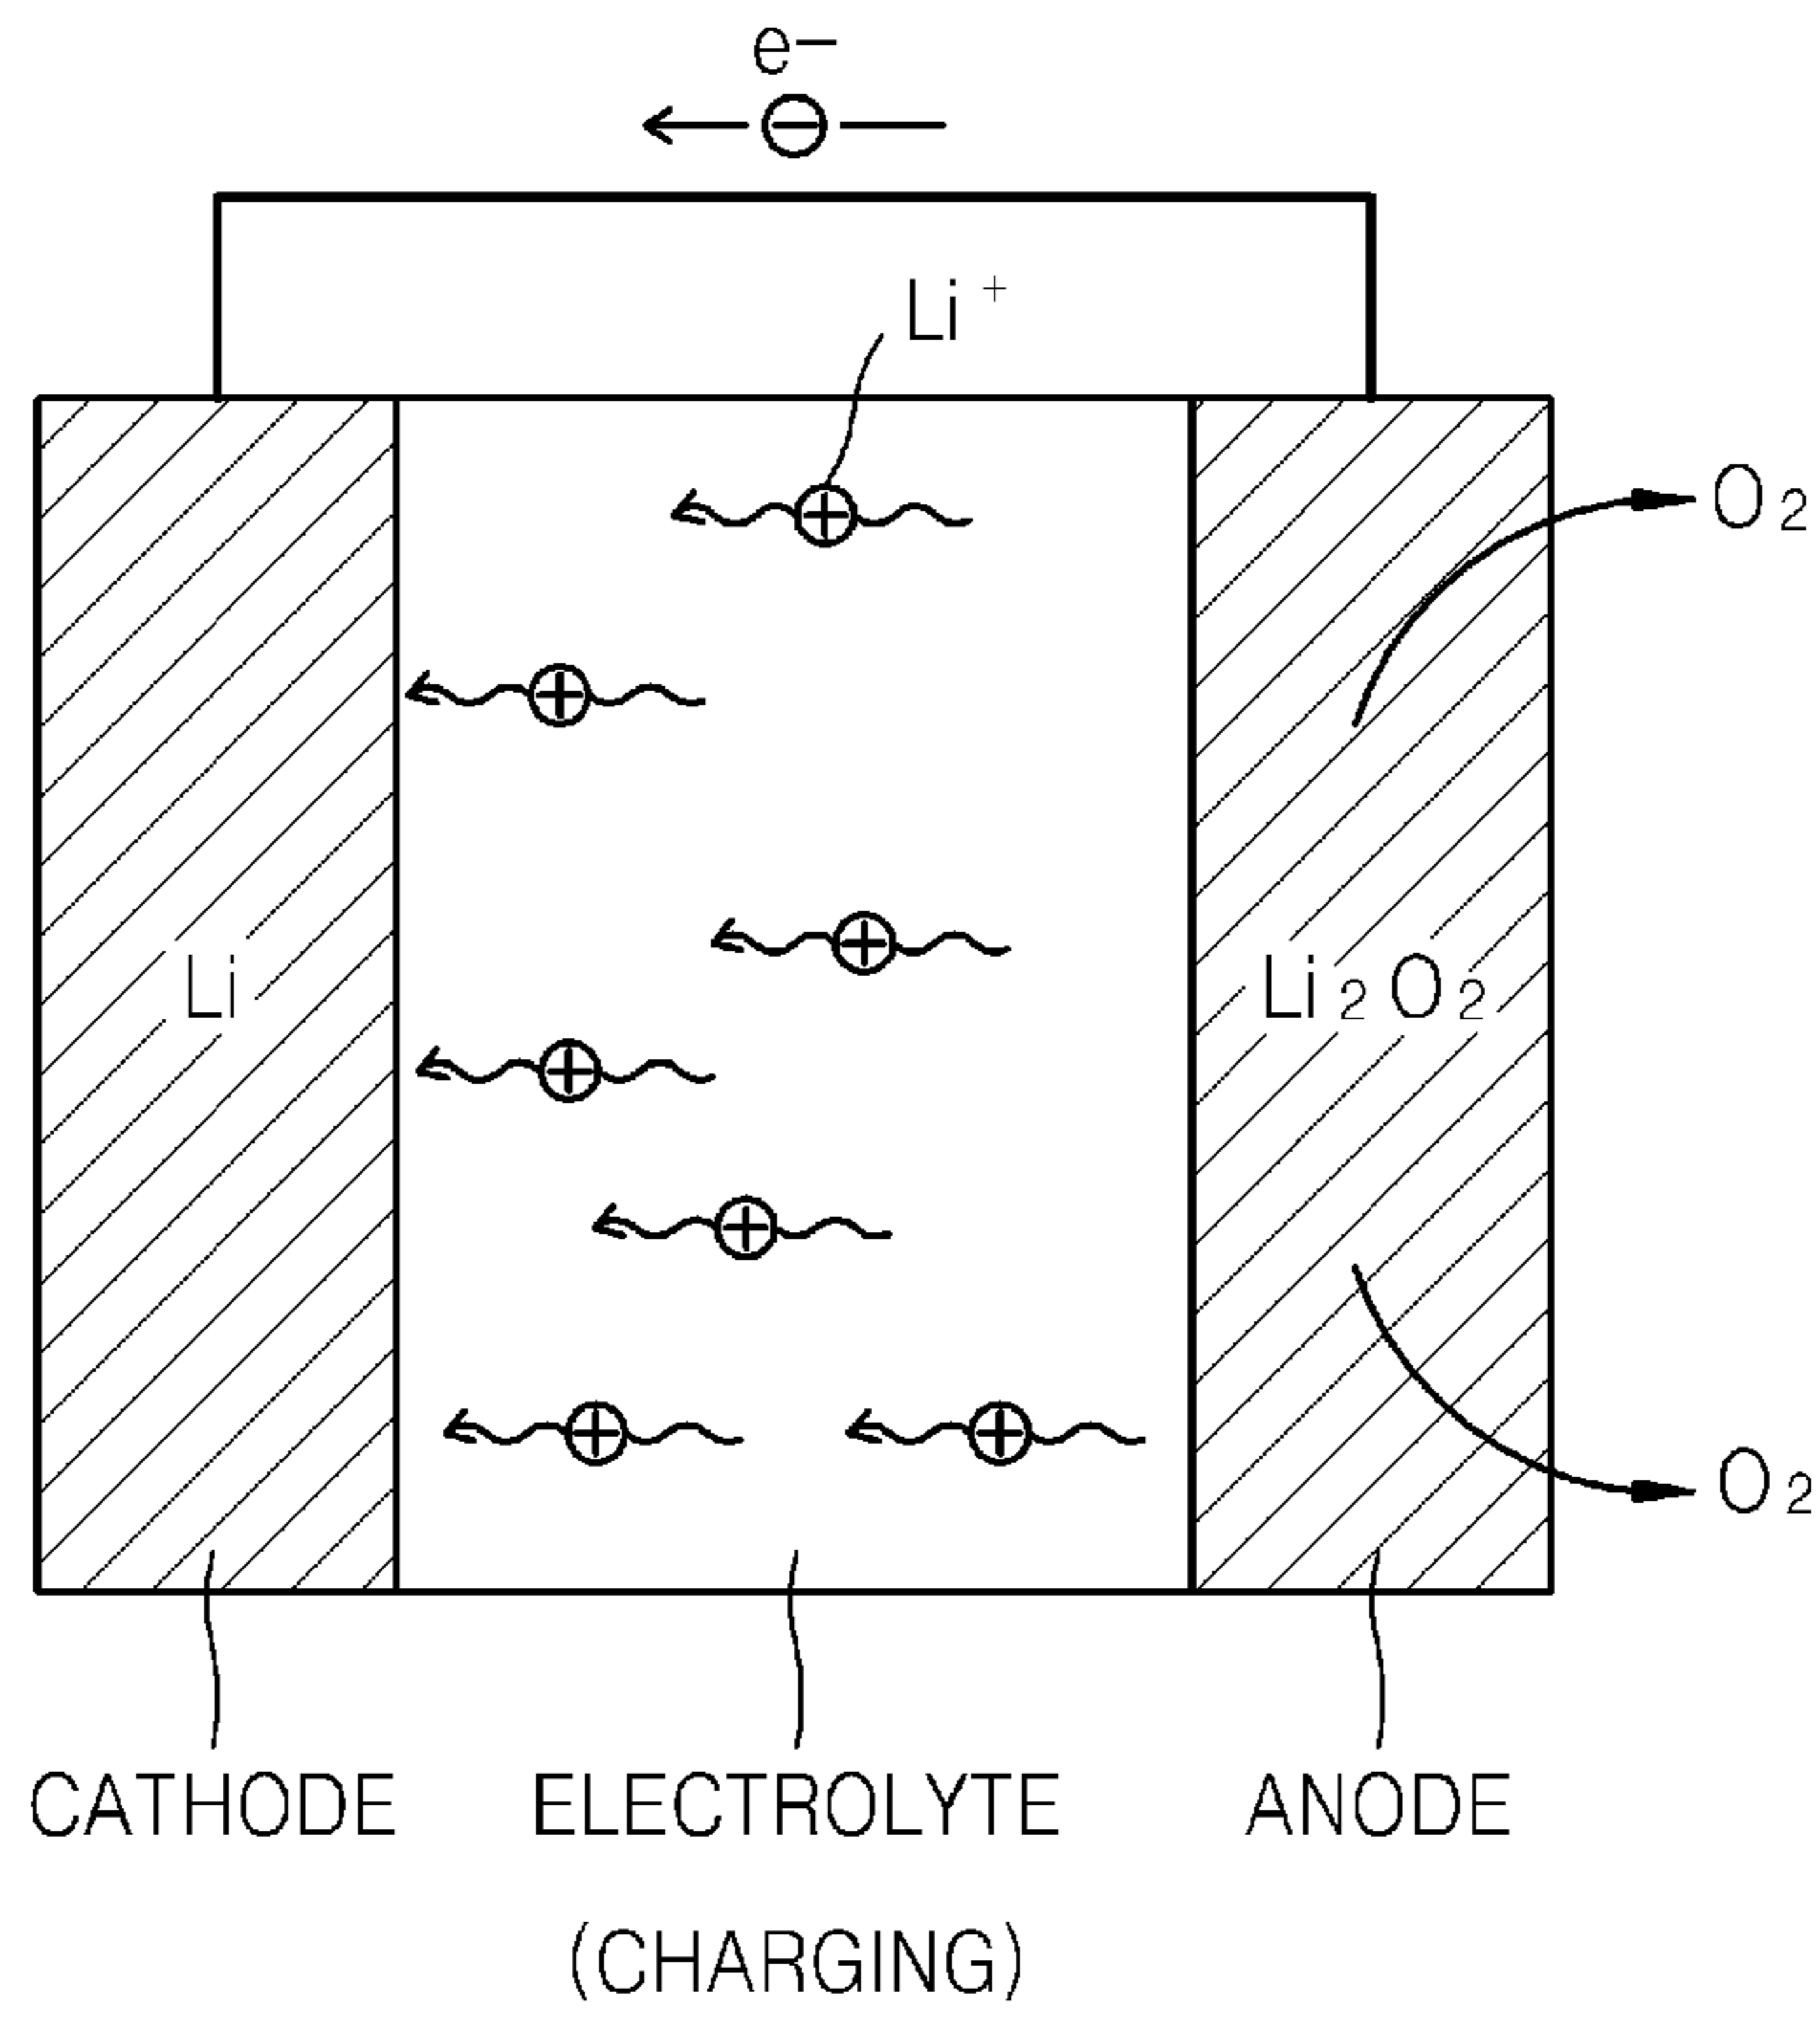 e−
Li⁺
O₂
Li
Li₂O₂
O₂
CATHODE ELECTROLYTE ANODE
(CHARGING)